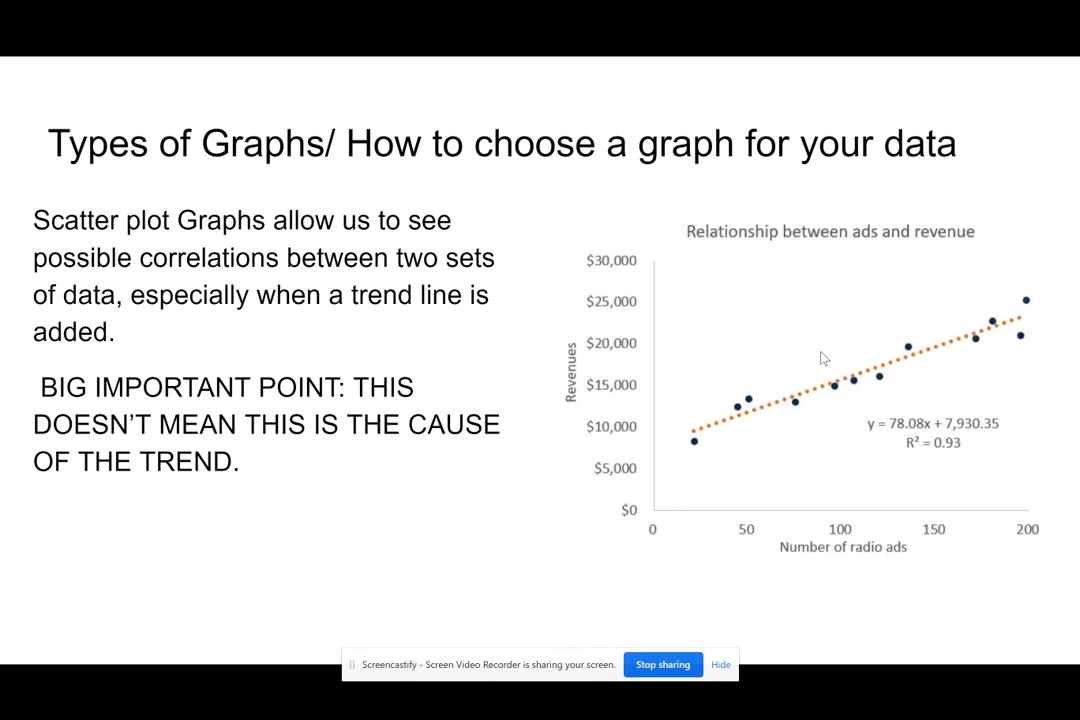 Types of Graphs/ How to choose a graph for your data
Scatter plot Graphs allow us to see
possible correlations between two sets
of data, especially when a trend line is
added.
BIG IMPORTANT POINT: THIS
DOESN'T MEAN THIS IS THE CAUSE
OF THE TREND.
Relationship between ads and revenue
$30,000
$25,000
$20,000
$15,000
$10,000
$5,000
$0
Revenues
y = 78.08x + 7,930.35
R² = 0.93
0 50 100 150 200
Number of radio ads
Screencastify - Screen Video Recorder is sharing your screen. Stop sharing Hide